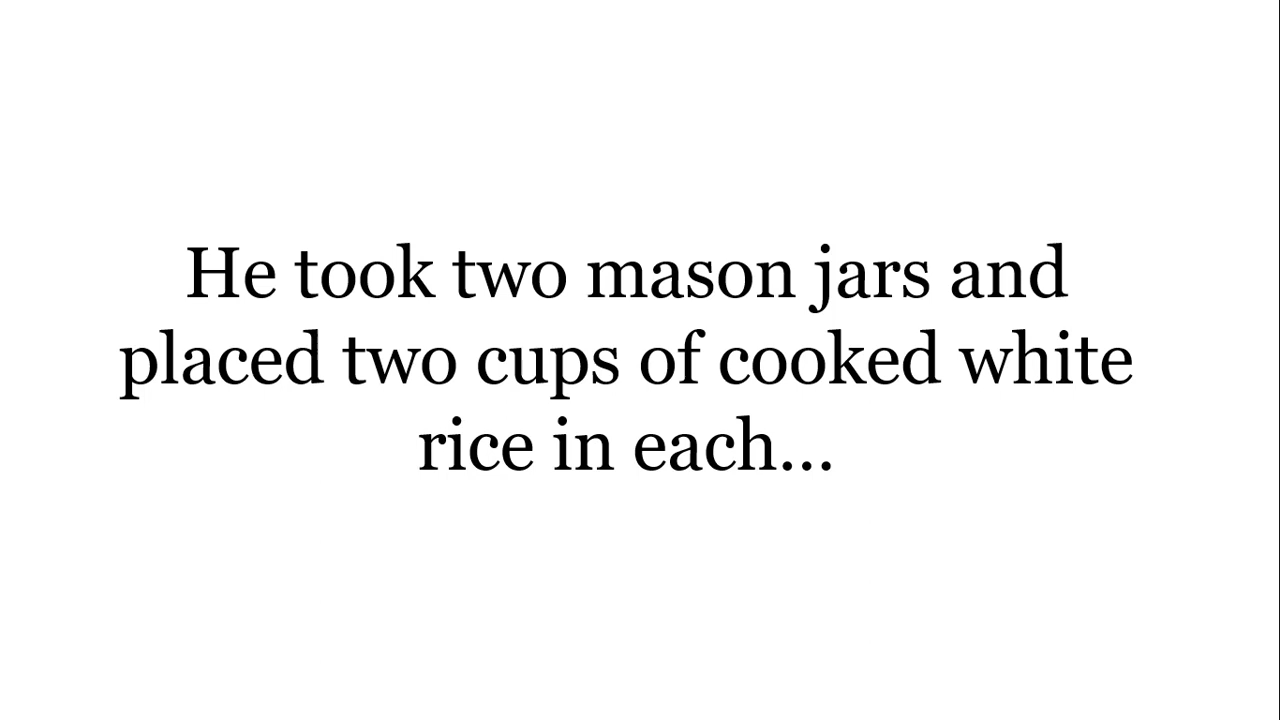 He took two mason jars and
placed two cups of cooked white
rice in each...